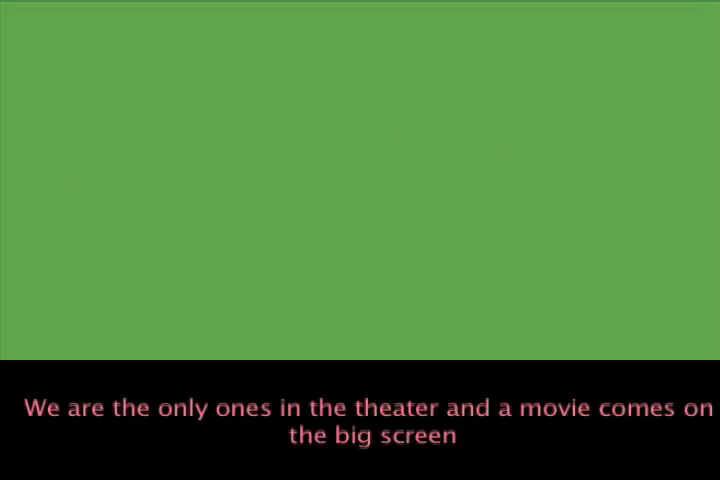 We are the only ones in the theater and a movie comes on
the big screen